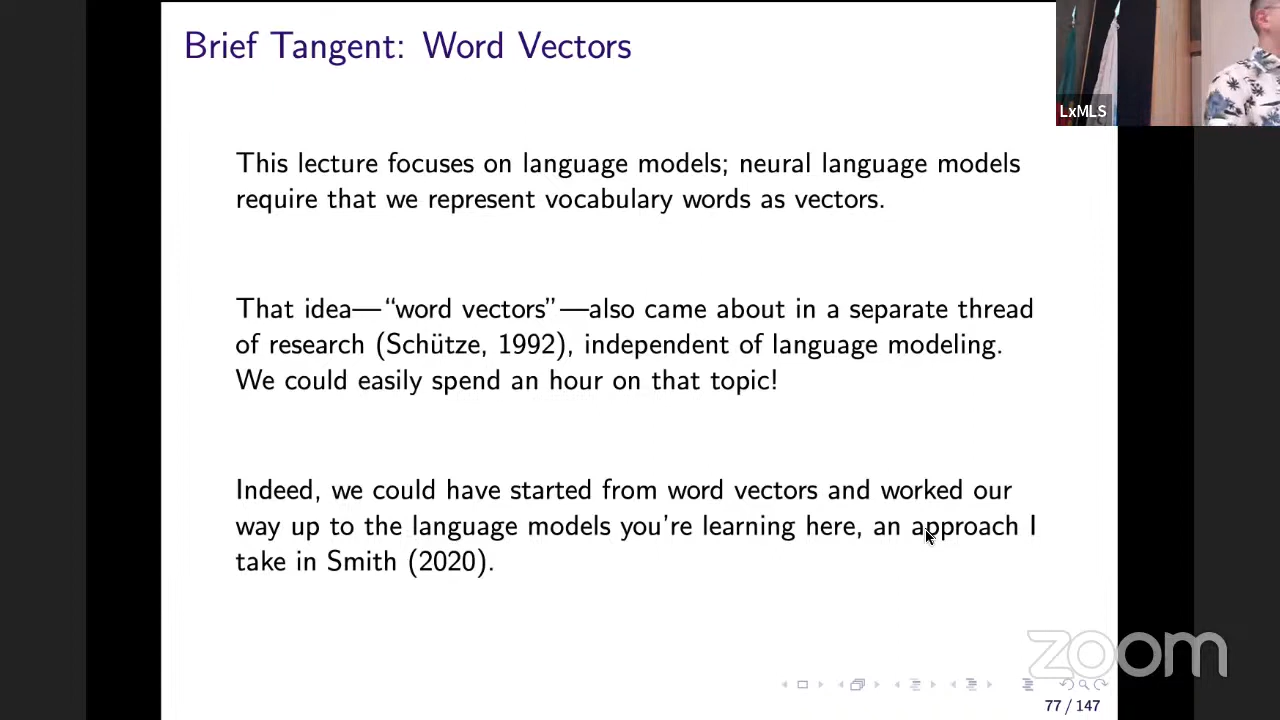 Brief Tangent: Word Vectors
LxMLS
This lecture focuses on language models; neural language models
require that we represent vocabulary words as vectors.
That idea—“word vectors”—also came about in a separate thread
of research (Schütze, 1992), independent of language modeling.
We could easily spend an hour on that topic!
Indeed, we could have started from word vectors and worked our
way up to the language models you’re learning here, an approach I
take in Smith (2020).
zoom
77 / 147